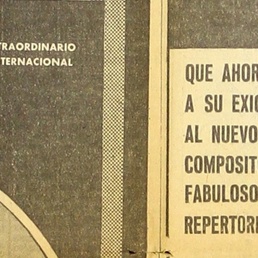 TRAORDINARIO
TERNACIONAL
QUE AHOR
A SU EXIG
AL NUEVO
COMPOSIT
FABULOSO
REPERTOR